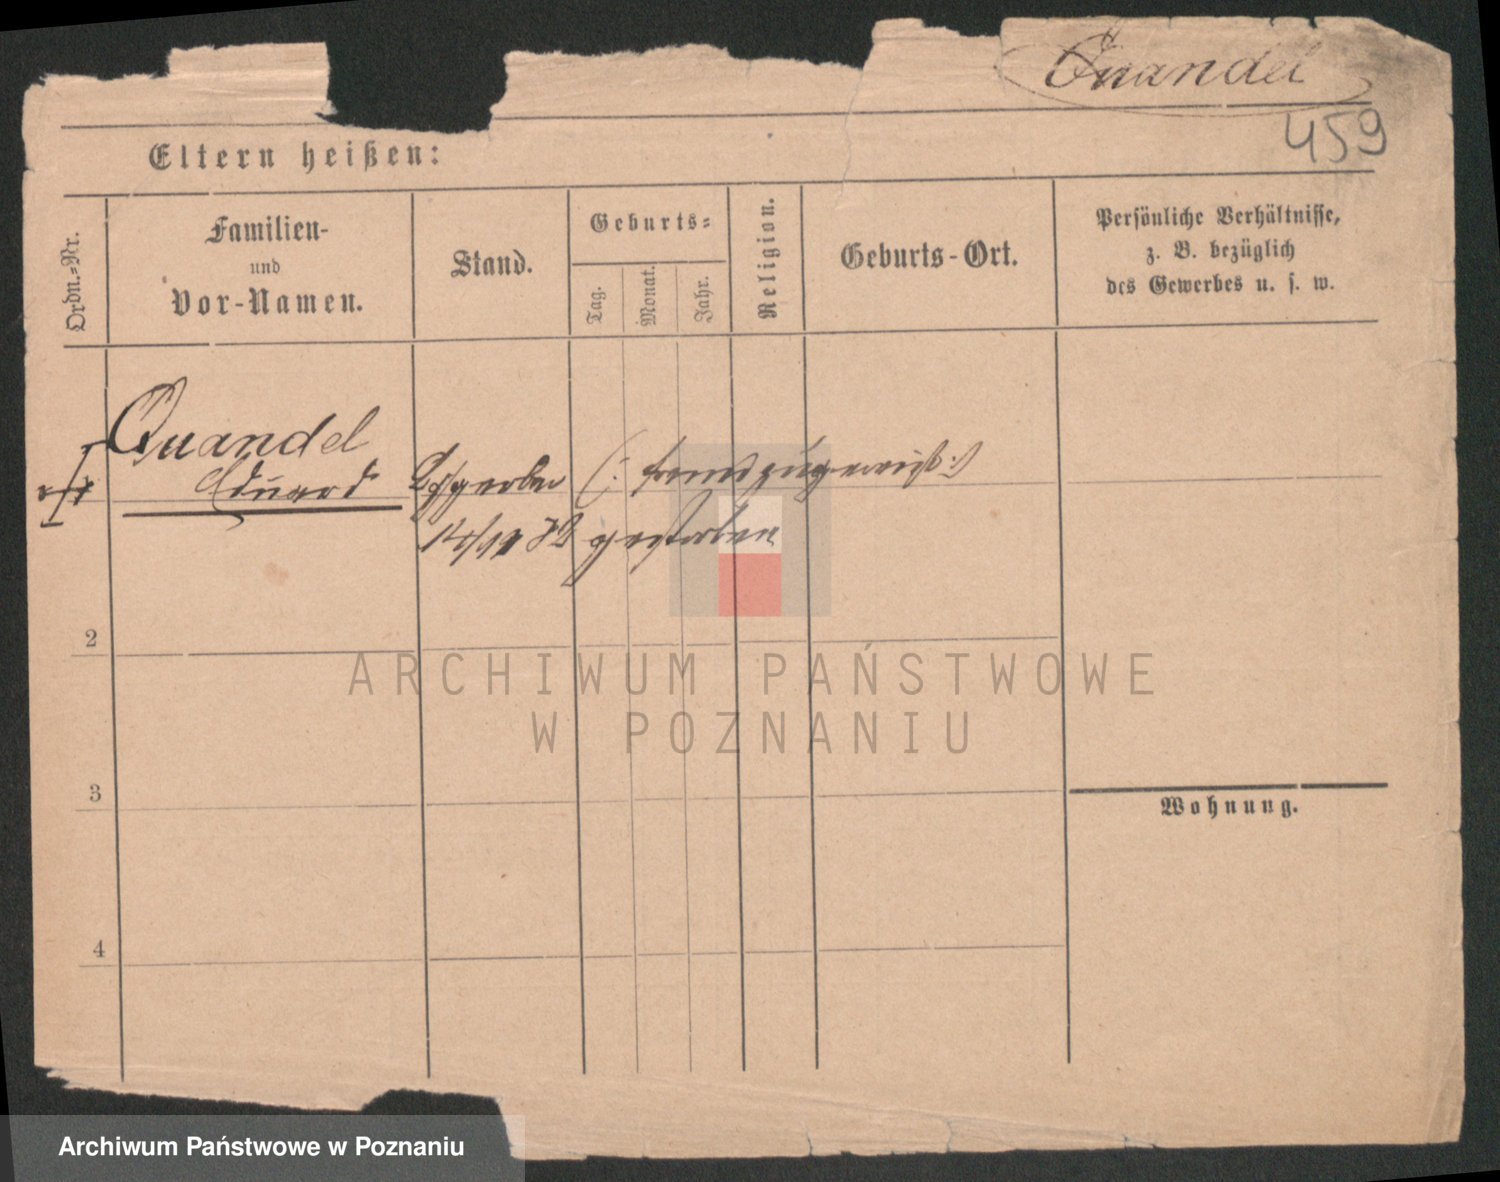 Quandel
459
Eltern heißen:
Ordn.-Nr.
Familien-
und
Vor-Namen.
Stand.
Geburts-
Tag.
Monat.
Jahr.
Religion.
Geburts-Ort.
Persönliche Verhältnisse,
z. B. bezüglich
des Gewerbes u. s. w.
Quandel
Eduard
gestorben
2
3
4
Wohnung.
ARCHIWUM PAŃSTWOWE
W POZNANIU
Archiwum Państwowe w Poznaniu